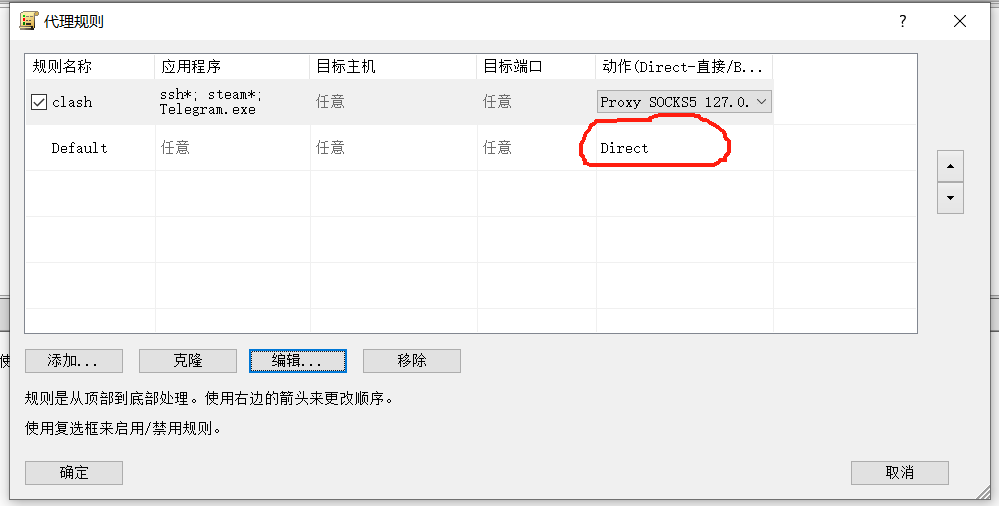 代理规则
规则名称 应用程序 目标主机 目标端口 动作(Direct-直接/B...
clash ssh*; steam*; Telegram.exe 任意 任意 Proxy SOCKS5 127.0.
Default 任意 任意 任意 Direct
添加... 克隆 编辑... 移除
规则是从顶部到底部处理。使用右边的箭头来更改顺序。
使用复选框来启用/禁用规则。
确定 取消